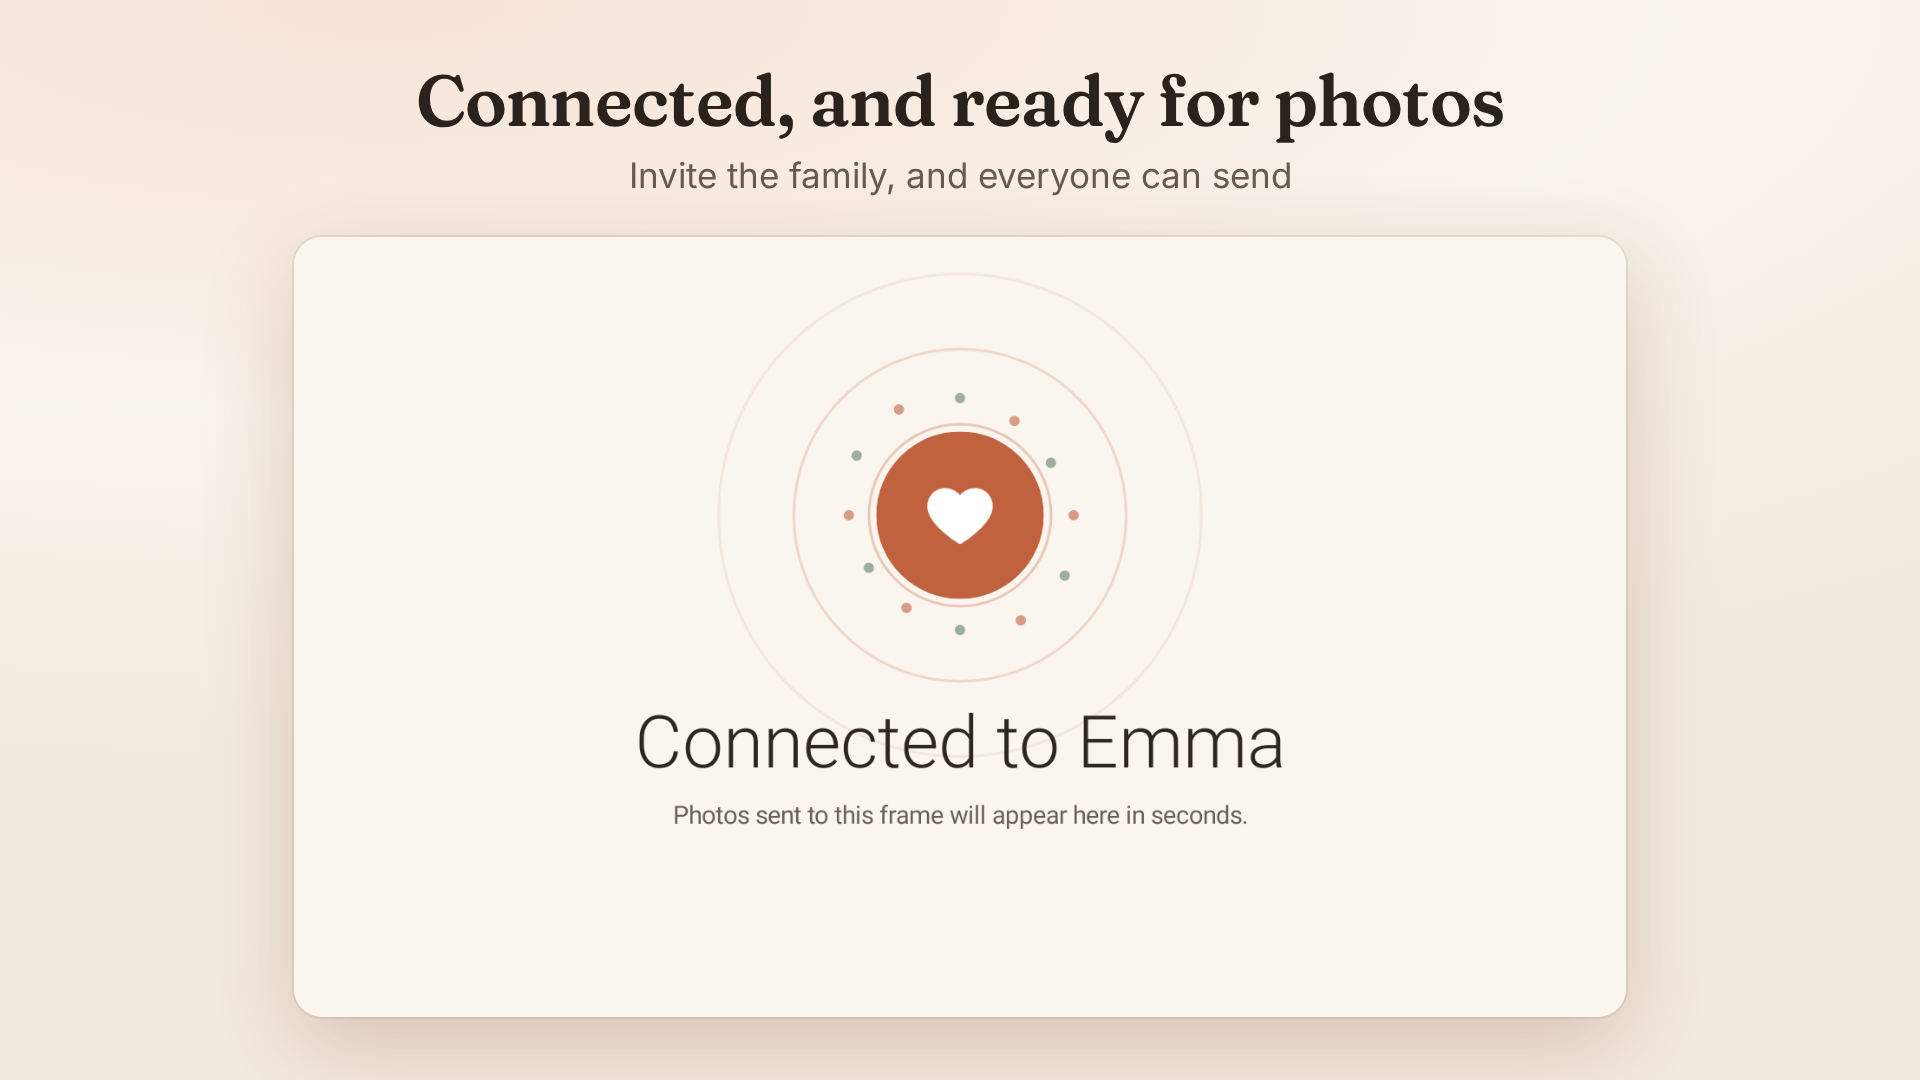 Connected, and ready for photos
Invite the family, and everyone can send
Connected to Emma
Photos sent to this frame will appear here in seconds.